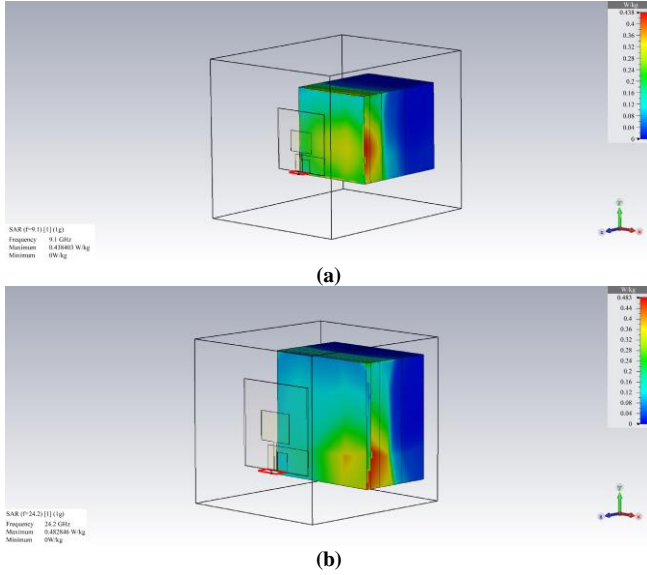 W/kg
0.438
0.4
0.36
0.32
0.28
0.24
0.2
0.16
0.12
0.08
0.04
0
SAR (f=9.1) [1] (1g)
Frequency 9.1 GHz
Maximum 0.438403 W/kg
Minimum 0W/kg
(a)
W/kg
0.483
0.44
0.4
0.36
0.32
0.28
0.24
0.2
0.16
0.12
0.08
0.04
0
SAR (f=24.2) [1] (1g)
Frequency 24.2 GHz
Maximum 0.482846 W/kg
Minimum 0W/kg
(b)